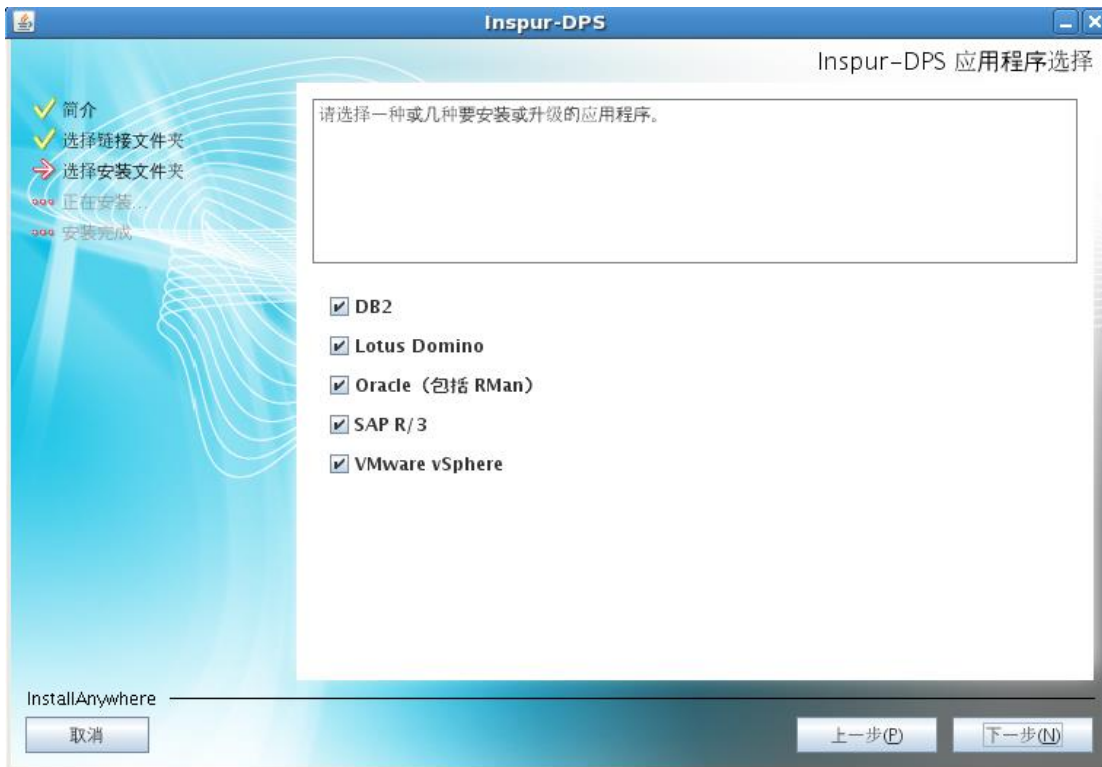 Inspur-DPS
Inspur-DPS 应用程序选择
简介
选择链接文件夹
选择安装文件夹
正在安装...
安装完成
请选择一种或几种要安装或升级的应用程序。
DB2
Lotus Domino
Oracle（包括 RMan）
SAP R/3
VMware vSphere
InstallAnywhere
取消
上一步(P)
下一步(N)